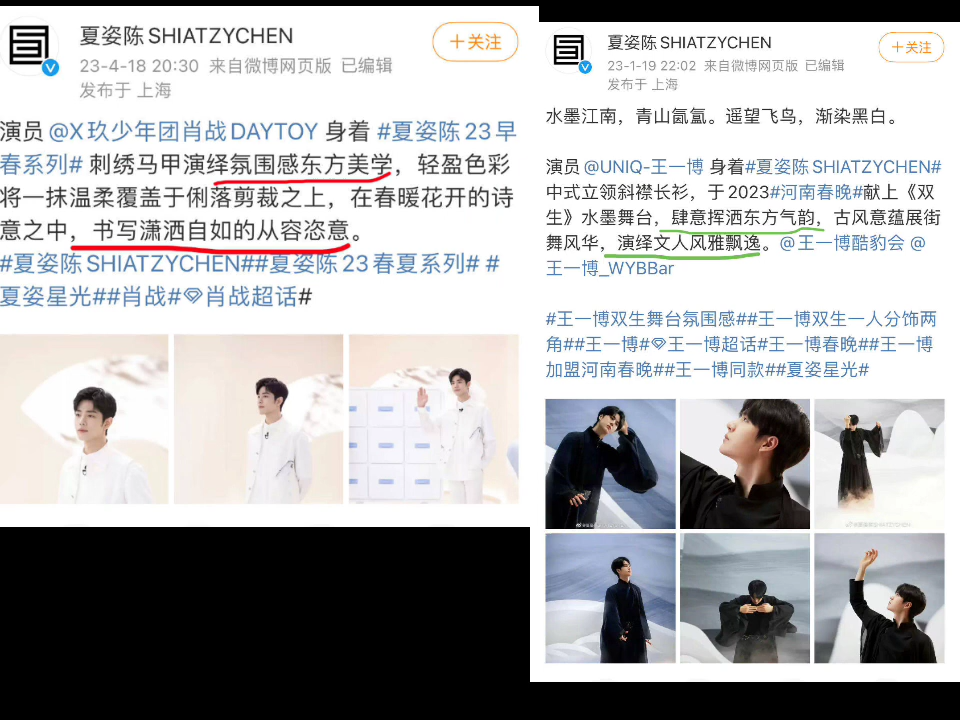 夏姿陈 SHIATZYCHEN
+关注
23-4-18 20:30 来自微博网页版 已编辑
发布于 上海
演员 @X玖少年团肖战DAYTOY 身着 #夏姿陈23早
春系列# 刺绣马甲演绎氛围感东方美学，轻盈色彩
将一抹温柔覆盖于俐落剪裁之上，在春暖花开的诗
意之中，书写潇洒自如的从容恣意。
#夏姿陈SHIATZYCHEN##夏姿陈23春夏系列# #
夏姿星光##肖战#肖战超话#
夏姿陈SHIATZYCHEN
+关注
23-1-19 22:02 来自微博网页版 已编辑
发布于 上海
水墨江南，青山氤氲。遥望飞鸟，渐染黑白。
演员 @UNIQ-王一博 身着#夏姿陈SHIATZYCHEN#
中式立领斜襟长衫，于2023#河南春晚#献上《双
生》水墨舞台，肆意挥洒东方气韵，古风意蕴展街
舞风华，演绎文人风雅飘逸。@王一博酷豹会 @
王一博_WYBBar
#王一博双生舞台氛围感##王一博双生一人分饰两
角##王一博#王一博超话#王一博春晚##王一博
加盟河南春晚##王一博同款##夏姿星光#